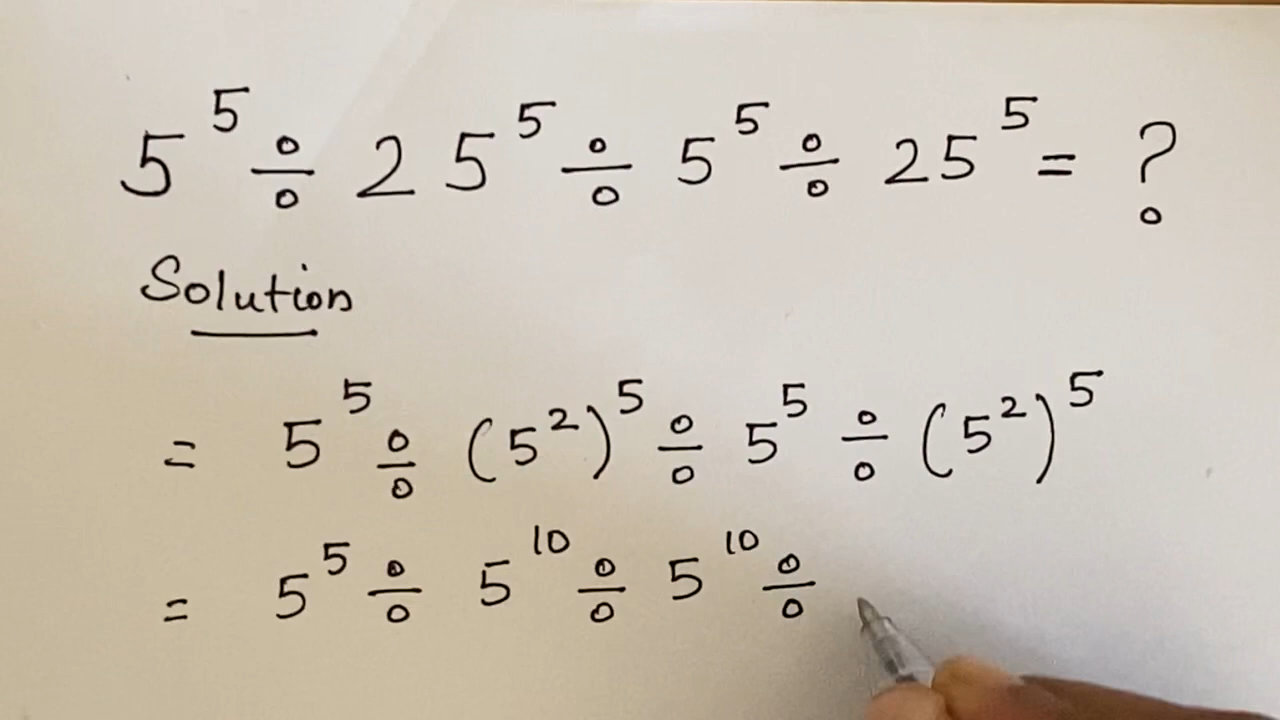 5⁵ ÷ 25⁵ ÷ 5⁵ ÷ 25⁵ = ?
Solution
= 5⁵ ÷ (5²)⁵ ÷ 5⁵ ÷ (5²)⁵
= 5⁵ ÷ 5¹⁰ ÷ 5¹⁰ ÷